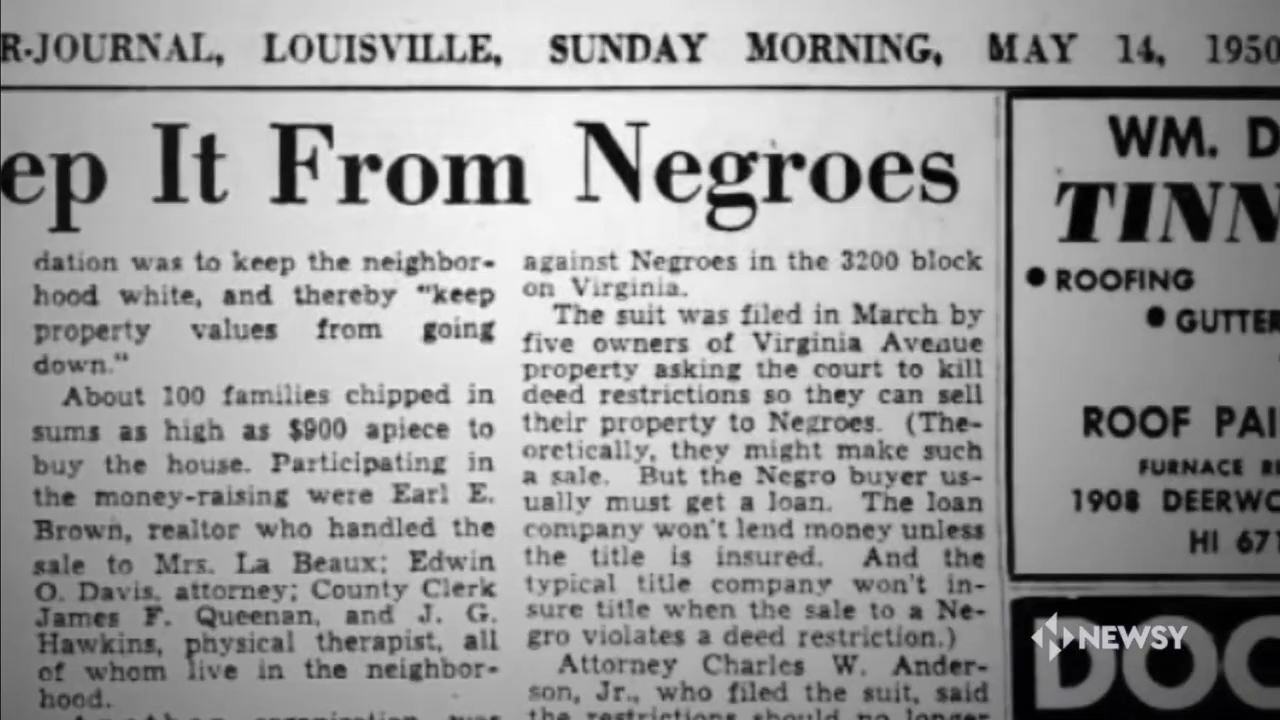 R-JOURNAL, LOUISVILLE, SUNDAY MORNING, MAY 14, 1950
ep It From Negroes
dation was to keep the neighbor-
hood white, and thereby "keep
property values from going
down."
About 100 families chipped in
sums as high as $900 apiece to
buy the house. Participating in
the money-raising were Earl E.
Brown, realtor who handled the
sale to Mrs. La Beaux; Edwin
O. Davis, attorney; County Clerk
James F. Queenan, and J. G.
Hawkins, physical therapist, all
of whom live in the neighbor-
hood.
against Negroes in the 3200 block
on Virginia.
The suit was filed in March by
five owners of Virginia Avenue
property asking the court to kill
deed restrictions so they can sell
their property to Negroes. (The-
oretically, they might make such
a sale. But the Negro buyer us-
ually must get a loan. The loan
company won't lend money unless
the title is insured. And the
typical title company won't in-
sure title when the sale to a Ne-
gro violates a deed restriction.)
Attorney Charles W. Ander-
son, Jr., who filed the suit, said
the restrictions should no longer
WM. D
TINN
● ROOFING
● GUTTER
ROOF PAI
FURNACE RE
1908 DEERWO
HI 671
DOC
NEWSY